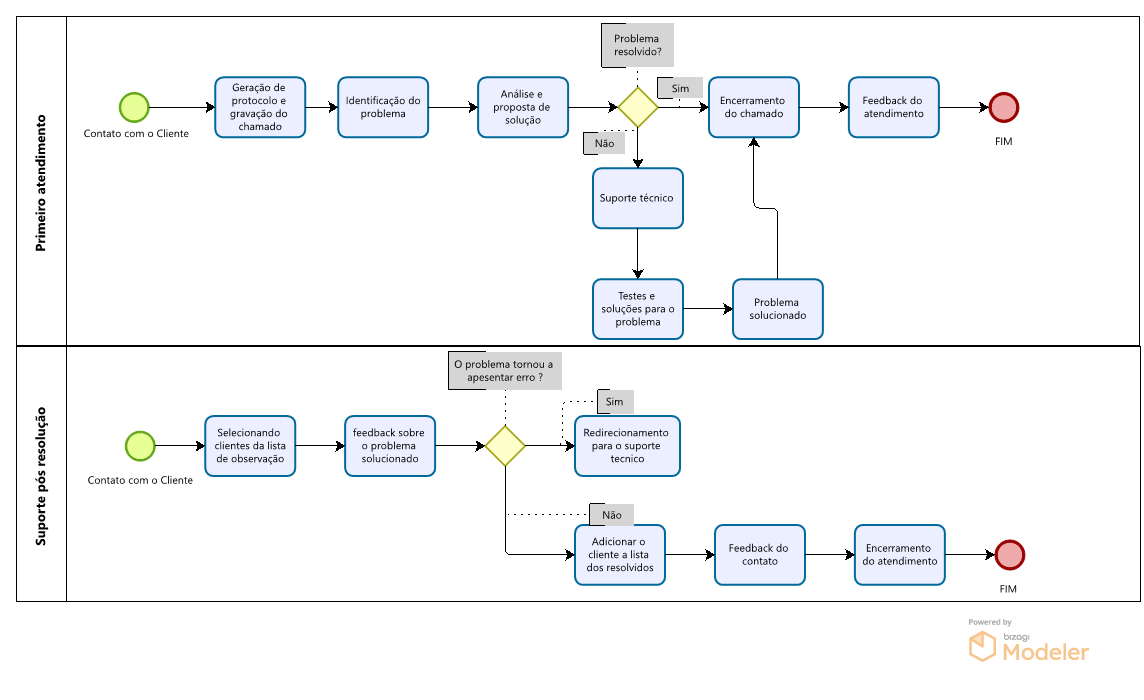 Primeiro atendimento
Contato com o Cliente
Geração de
protocolo e
gravação do
chamado
Identificação do
problema
Análise e
proposta de
solução
Problema
resolvido?
Sim
Não
Encerramento
do chamado
Feedback do
atendimento
FIM
Suporte técnico
Testes e
soluções para o
problema
Problema
solucionado
Suporte pós resolução
Contato com o Cliente
Selecionando
clientes da lista
de observação
feedback sobre
o problema
solucionado
O problema tornou a
apesentar erro ?
Sim
Redirecionamento
para o suporte
tecnico
Não
Adicionar o
cliente a lista
dos resolvidos
Feedback do
contato
Encerramento
do atendimento
FIM
Powered by
bizagi
Modeler